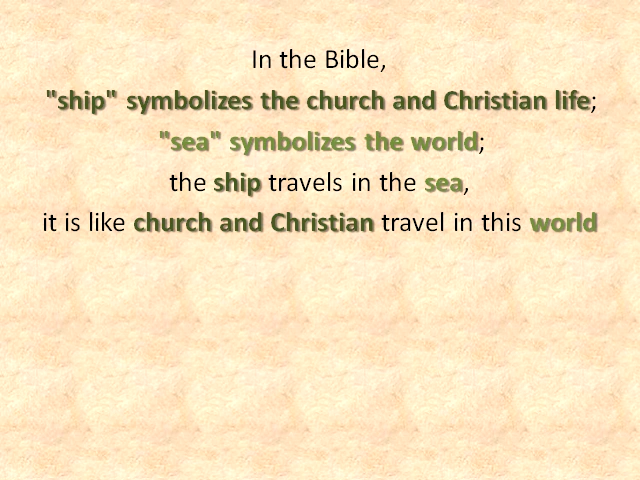 In the Bible,
"ship" symbolizes the church and Christian life;
"sea" symbolizes the world;
the ship travels in the sea,
it is like church and Christian travel in this world